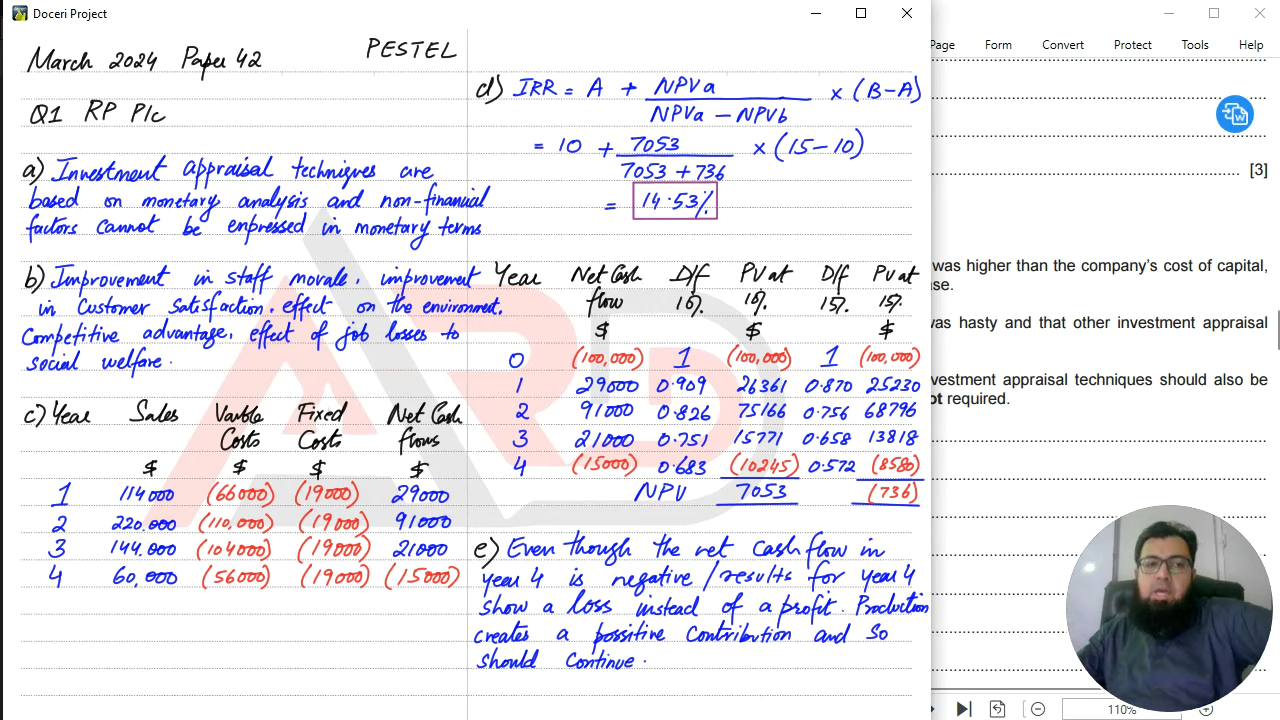 Doceri Project
March 2024 Paper 42
PESTEL
Q1 RP Plc
a) Investment appraisal techniques are
based on monetary analysis and non-financial
factors cannot be enpressed in monetary terms
b) Improvement in staff morale, improvement
in Customer Satisfaction, effect on the environment,
Competitive advantage, effect of job losses to
social welfare.
c) Year Sales Varble Costs Fixed Costs Net Cash flows
$ $ $ $
1 114000 (66000) (19000) 29000
2 220.000 (110,000) (19000) 91000
3 144.000 (104000) (19000) 21000
4 60,000 (56000) (19000) (15000)
d) IRR = A + NPVa × (B-A)
NPVa - NPVb
= 10 + 7053 × (15-10)
7053 + 736
= 14.53%
Year Net Cash D/f PV at D/f PV at
flow 10%. 10%. 15%. 15%.
$ $ $
0 (100,000) 1 (100,000) 1 (100,000)
1 29000 0.909 26361 0.870 25230
2 91000 0.826 75166 0.756 68796
3 21000 0.751 15771 0.658 13818
4 (15000) 0.683 (10245) 0.572 (8580)
NPV 7053 (736)
e) Even though the net cash flow in
year 4 is negative/results for year 4
show a loss instead of a profit. Production
creates a possitive contribution and so
should continue.
ARD
Page Form Convert Protect Tools Help
[3]
was higher than the company's cost of capital,
se.
was hasty and that other investment appraisal
vestment appraisal techniques should also be
ot required.
110%